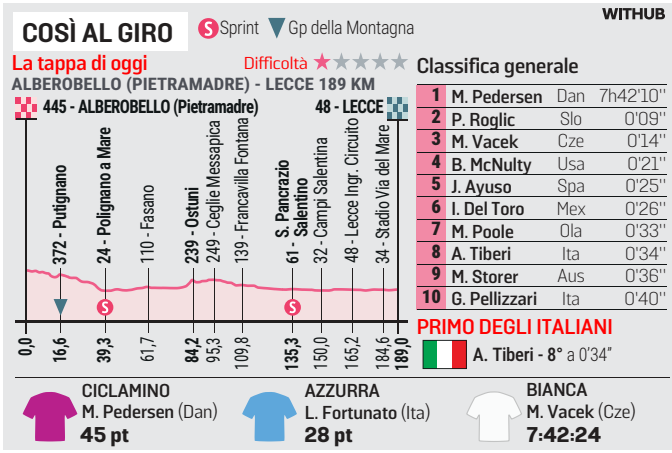 WITHUB
COSÌ AL GIRO
S Sprint Gp della Montagna
La tappa di oggi
Difficoltà
ALBEROBELLO (PIETRAMADRE) - LECCE 189 KM
445 - ALBEROBELLO (Pietramadre)
48 - LECCE
372 - Putignano
24 - Polignano a Mare
110 - Fasano
239 - Ostuni
249 - Ceglie Messapica
139 - Francavilla Fontana
61 - S. Pancrazio
Salentino
32 - Campi Salentina
48 - Lecce Ingr. Circuito
34 - Stadio Via del Mare
S
S
0,0
16,6
39,3
61,7
84,2
95,3
109,8
135,3
150,0
165,2
184,6
189,0
Classifica generale
1 M. Pedersen Dan 7h42'10''
2 P. Roglic Slo 0'09''
3 M. Vacek Cze 0'14''
4 B. McNulty Usa 0'21''
5 J. Ayuso Spa 0'25''
6 I. Del Toro Mex 0'26''
7 M. Poole Ola 0'33''
8 A. Tiberi Ita 0'34''
9 M. Storer Aus 0'36''
10 G. Pellizzari Ita 0'40''
PRIMO DEGLI ITALIANI
A. Tiberi - 8° a 0'34"
CICLAMINO
M. Pedersen (Dan)
45 pt
AZZURRA
L. Fortunato (Ita)
28 pt
BIANCA
M. Vacek (Cze)
7:42:24